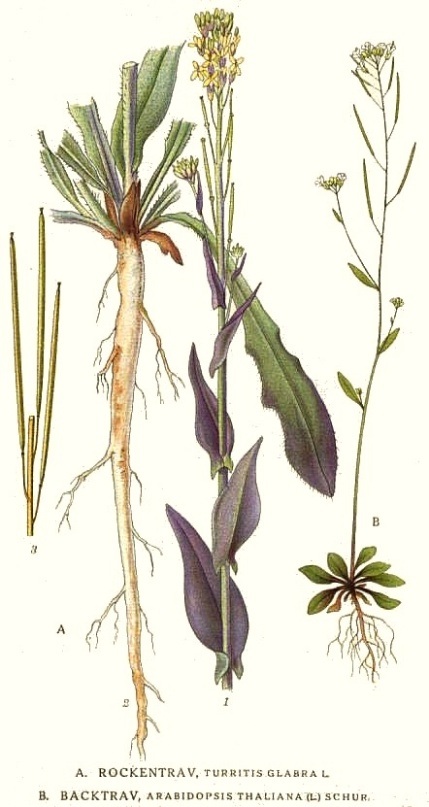 B
3
A
2
1
A. ROCKENTRAV, TURRITIS GLABRA L.
B. BACKTRAV, ARABIDOPSIS THALIANA (L.) SCHUR.